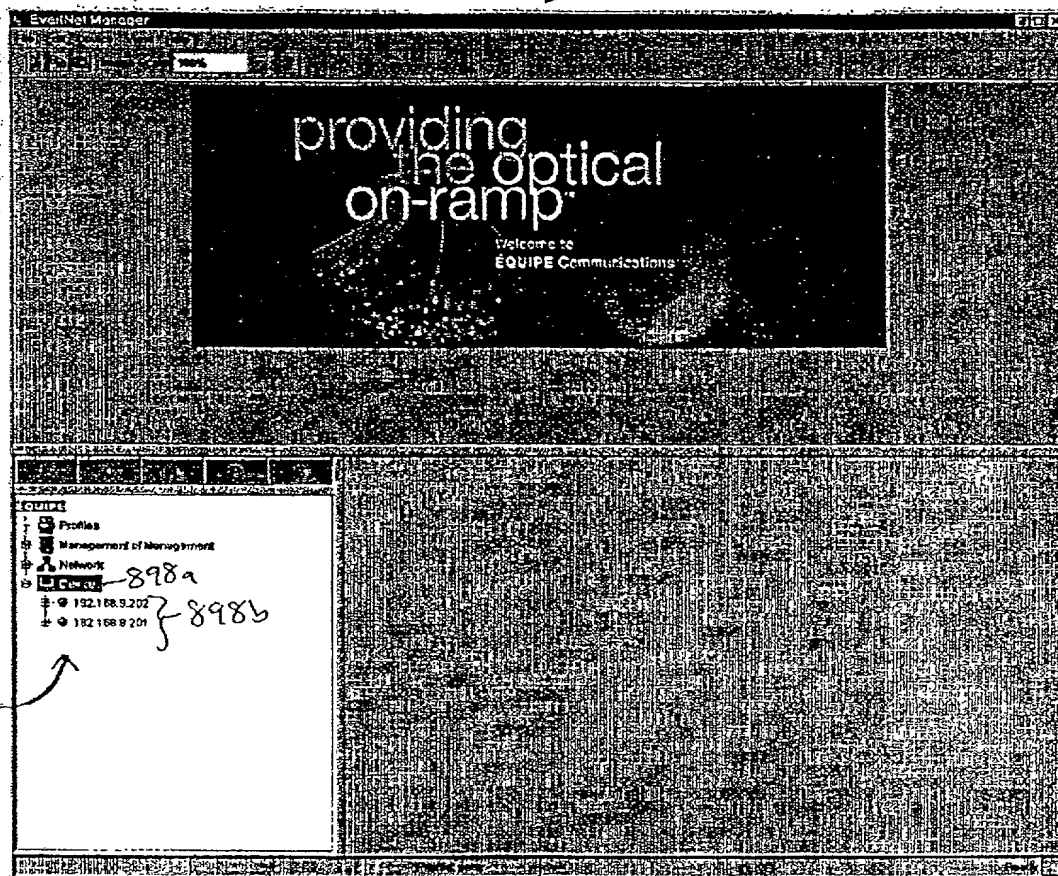 Manager
100%
providing
the optical
on-ramp
Welcome to
EQUIPE Communications
EQUIPE
Profiles
Management of Management
Network
898a
192.168.9.202
898b
192.168.9.201